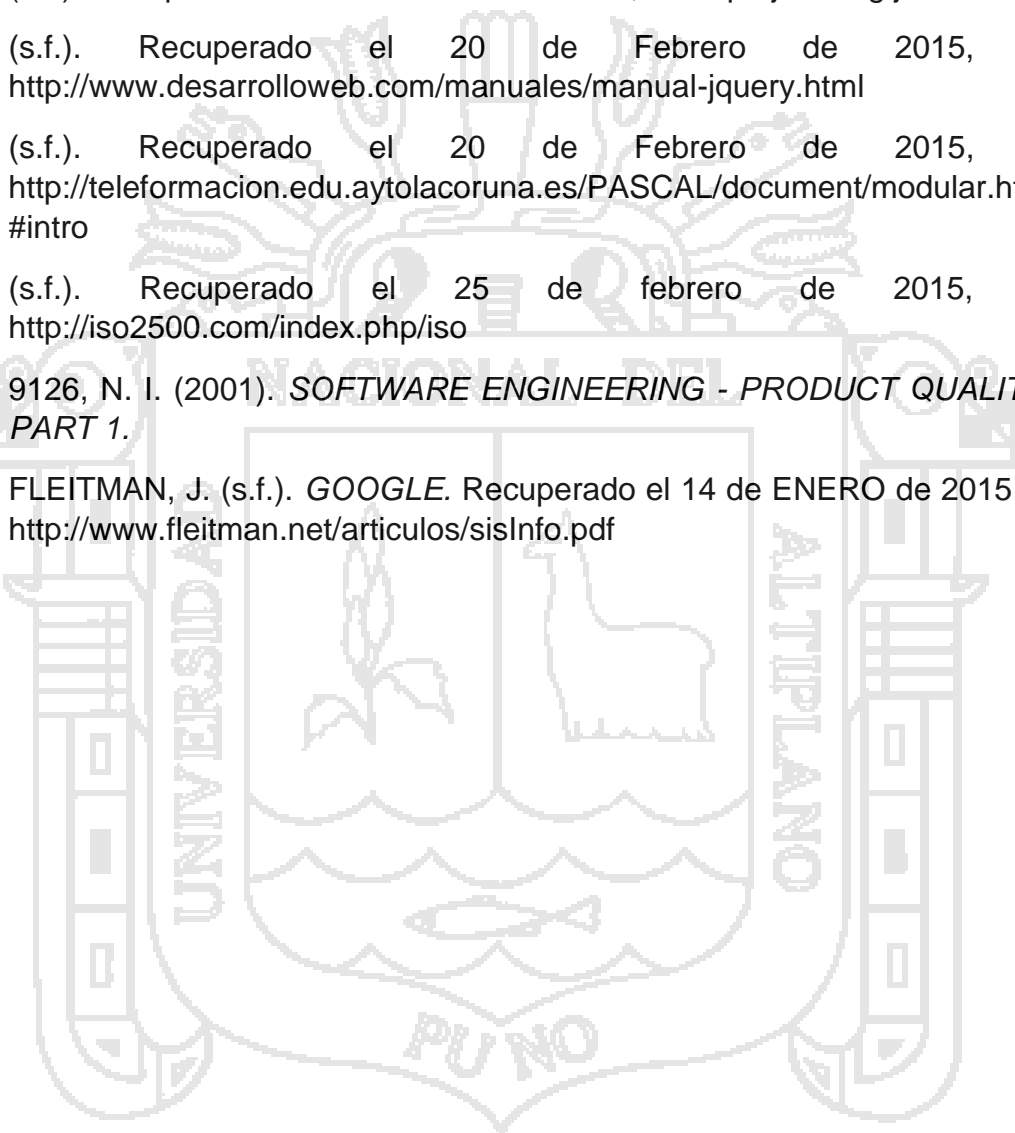 (s.f.). Recuperado el 20 de Febrero de 2015,
http://www.desarrolloweb.com/manuales/manual-jquery.html
(s.f.). Recuperado el 20 de Febrero de 2015,
http://teleformacion.edu.aytolacoruna.es/PASCAL/document/modular.h
#intro
(s.f.). Recuperado el 25 de febrero de 2015,
http://iso2500.com/index.php/iso
9126, N. I. (2001). SOFTWARE ENGINEERING - PRODUCT QUALIT
PART 1.
FLEITMAN, J. (s.f.). GOOGLE. Recuperado el 14 de ENERO de 2015
http://www.fleitman.net/articulos/sisInfo.pdf
UNIVERSIDAD
NACIONAL DEL
ALTIPLANO
PUNO